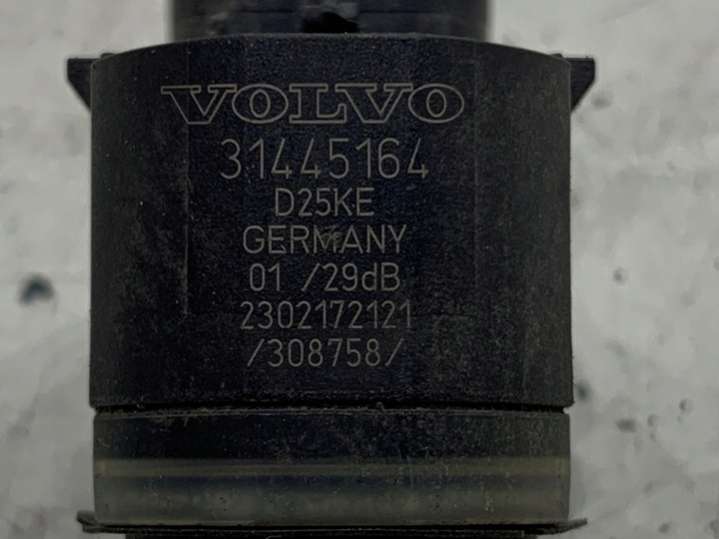 VOLVO
31445164
D25KE
GERMANY
01 /29dB
2302172121
/308758/